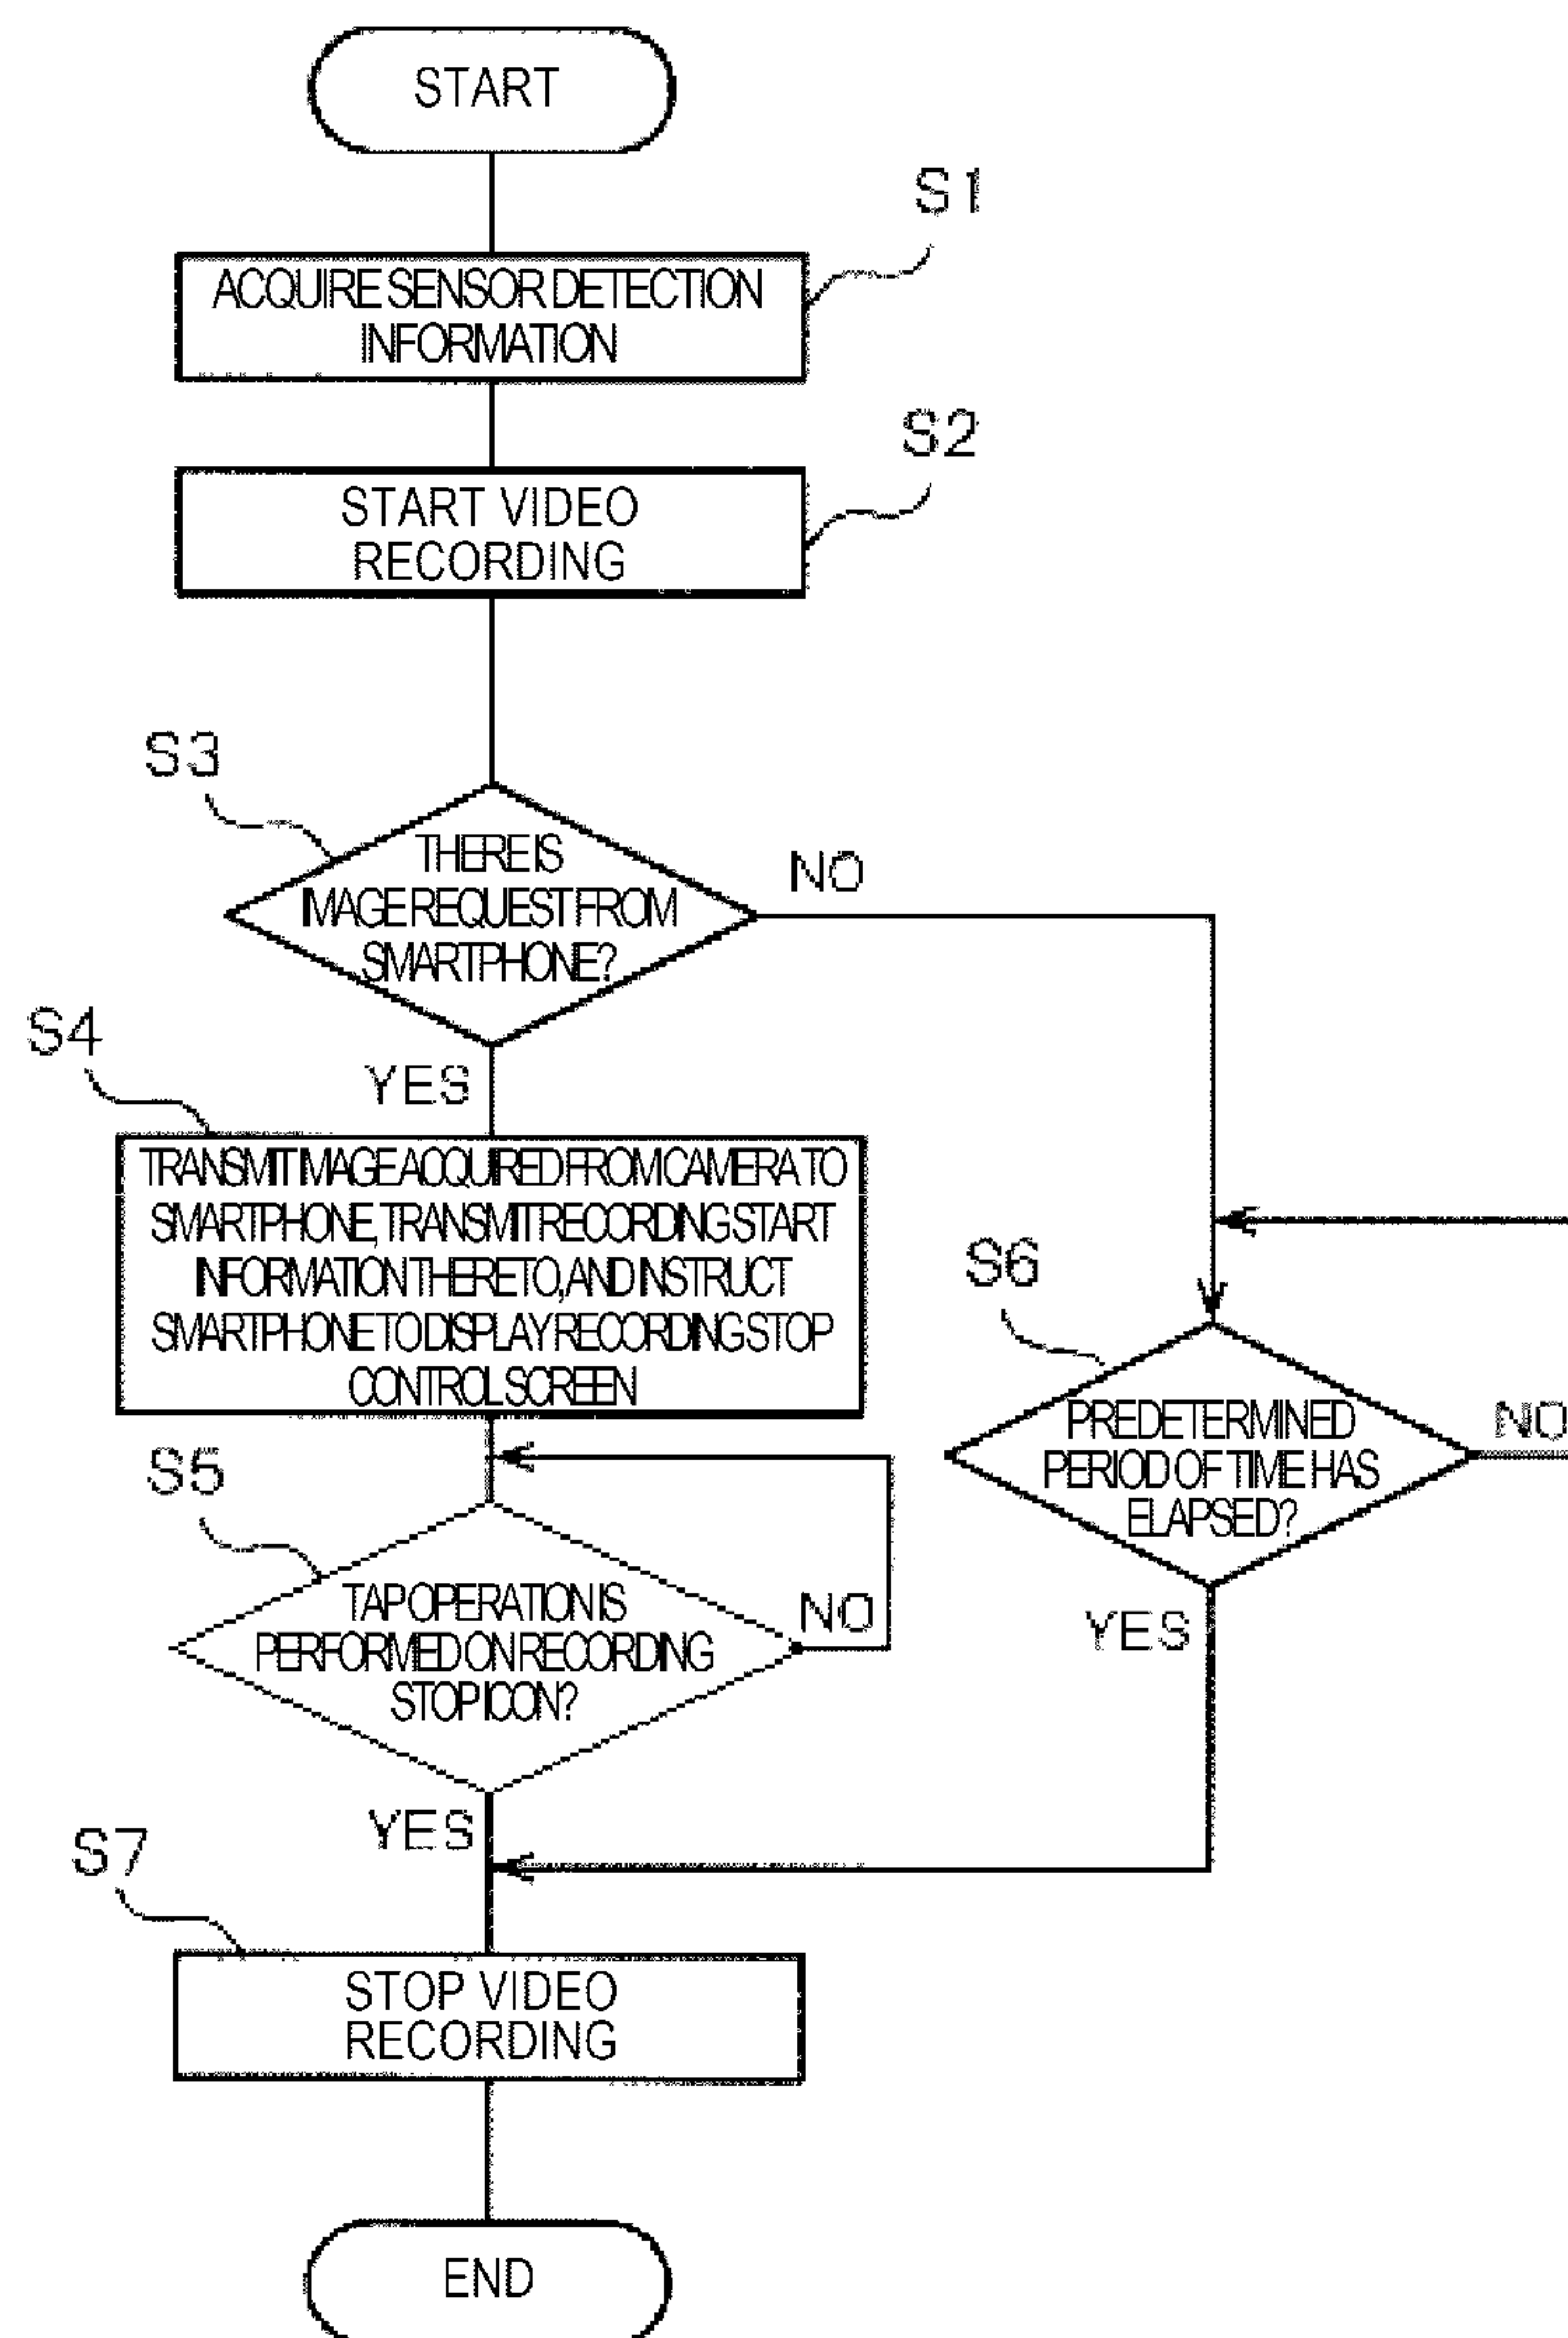 START
S1
ACQUIRE SENSOR DETECTION
INFORMATION
S2
START VIDEO
RECORDING
S3
THERE IS
IMAGE REQUEST FROM
SMARTPHONE?
NO
YES
S4
TRANSMIT IMAGE ACQUIRED FROM CAMERA TO
SMARTPHONE, TRANSMIT RECORDING START
INFORMATION THERETO, AND INSTRUCT
SMARTPHONE TO DISPLAY RECORDING STOP
CONTROL SCREEN
S5
TAP OPERATION IS
PERFORMED ON RECORDING
STOP ICON?
NO
YES
S6
PREDETERMINED
PERIOD OF TIME HAS
ELAPSED?
NO
YES
S7
STOP VIDEO
RECORDING
END